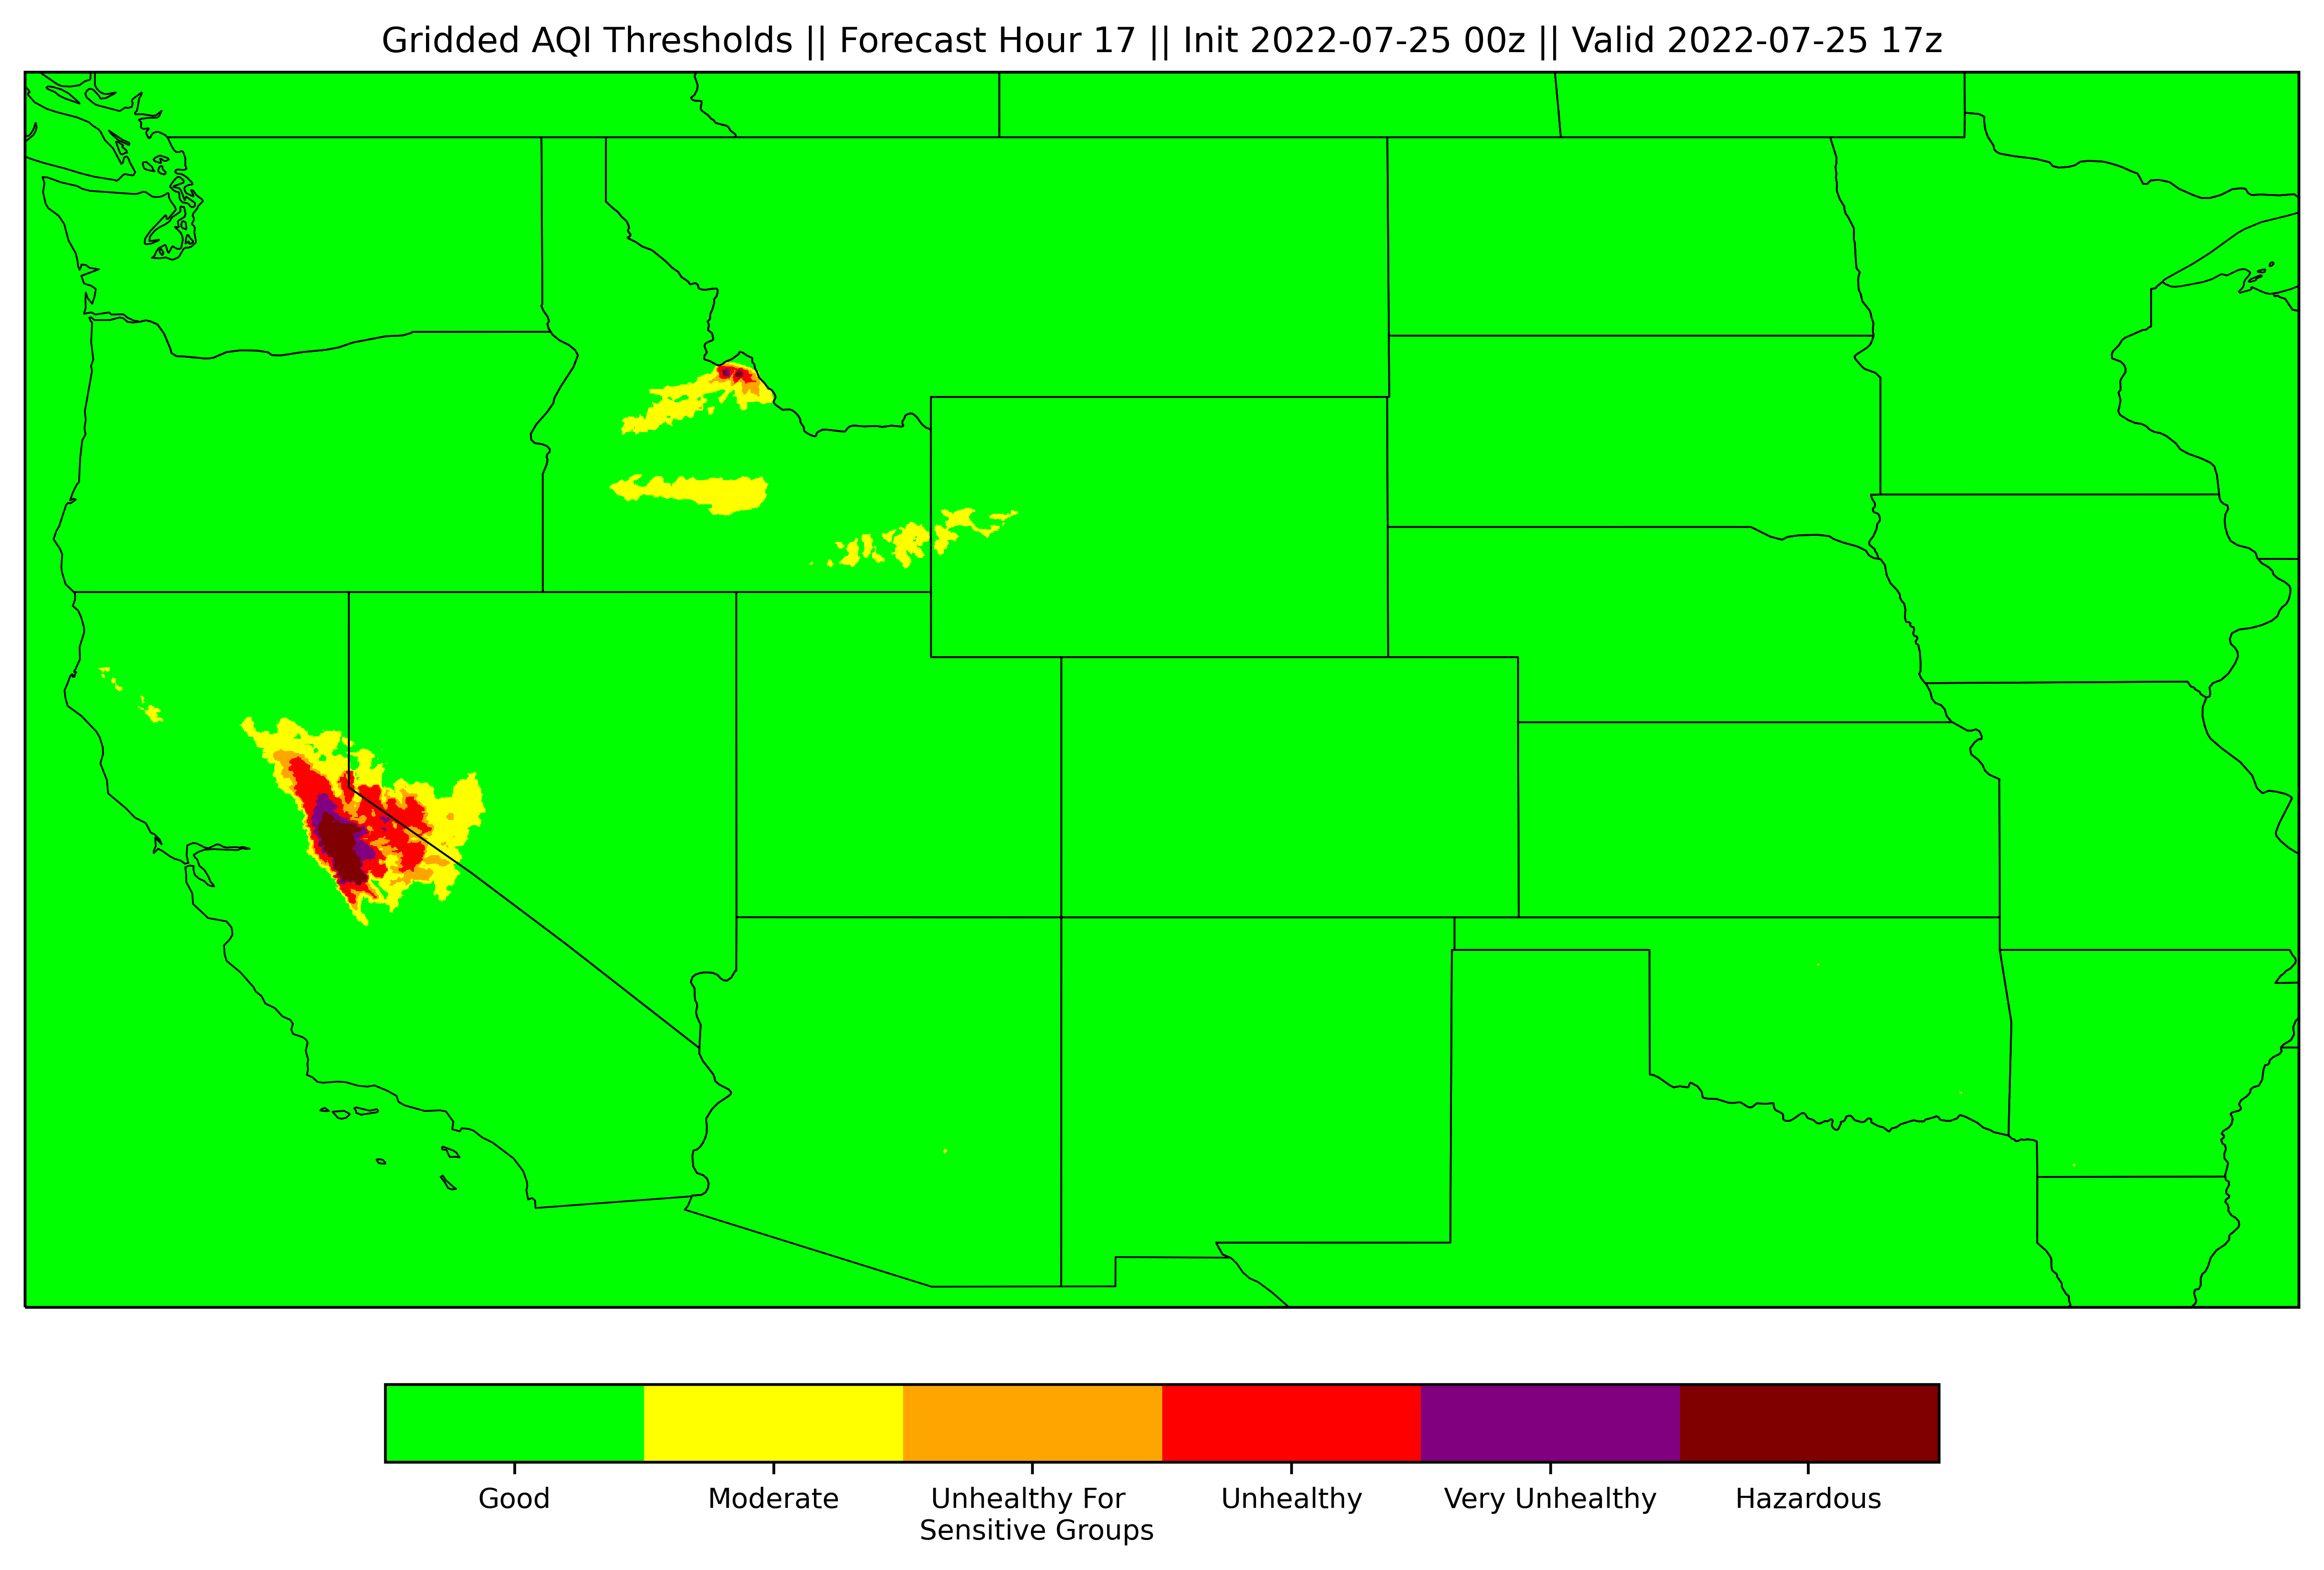 Gridded AQI Thresholds || Forecast Hour 17 || Init 2022-07-25 00z || Valid 2022-07-25 17z
Good
Moderate
Unhealthy For
Sensitive Groups
Unhealthy
Very Unhealthy
Hazardous